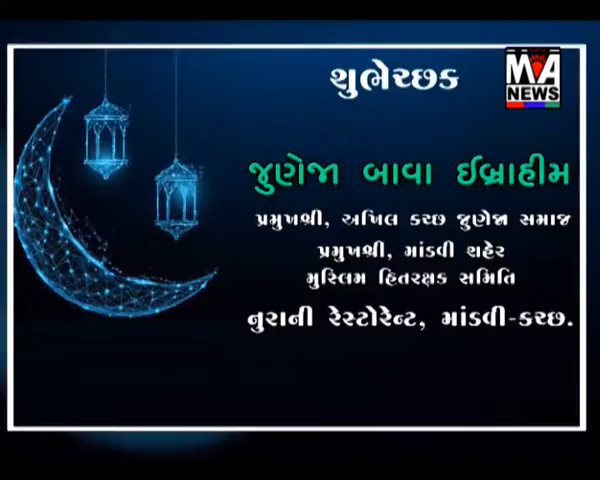 શુભેચ્છક
MA
NEWS
જુણેજા બાવા ઈબ્રાહીમ
પ્રમુખશ્રી, અખિલ કચ્છ જુણેજા સમાજ
પ્રમુખશ્રી, માંડવી શહેર
મુસ્લિમ હિતરક્ષક સમિતિ
નુરાની રેસ્ટોરેન્ટ, માંડવી-કચ્છ.